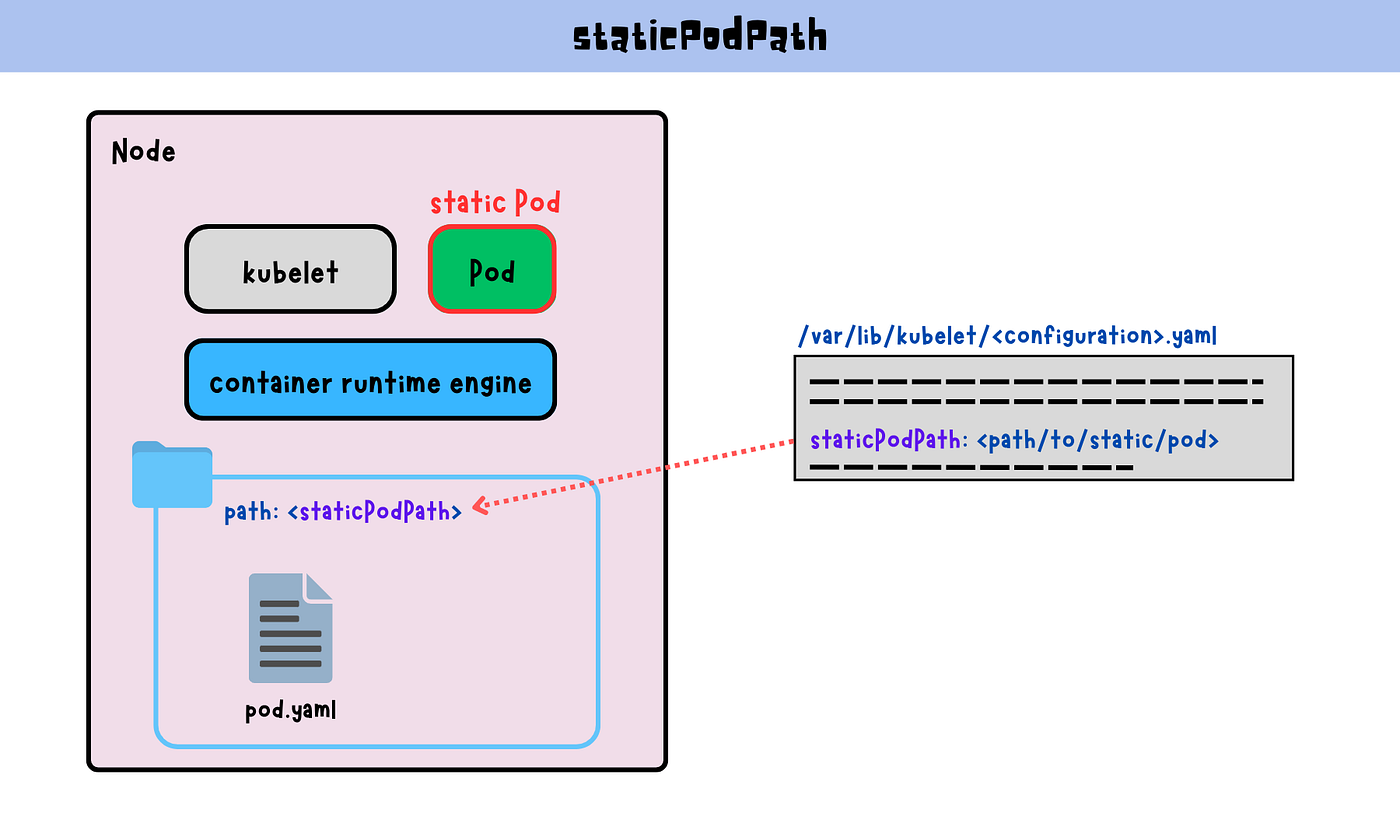 staticPodPath
Node
static Pod
kubelet
Pod
container runtime engine
path: <staticPodPath>
pod.yaml
/var/lib/kubelet/<configuration>.yaml
staticPodPath: <path/to/static/pod>